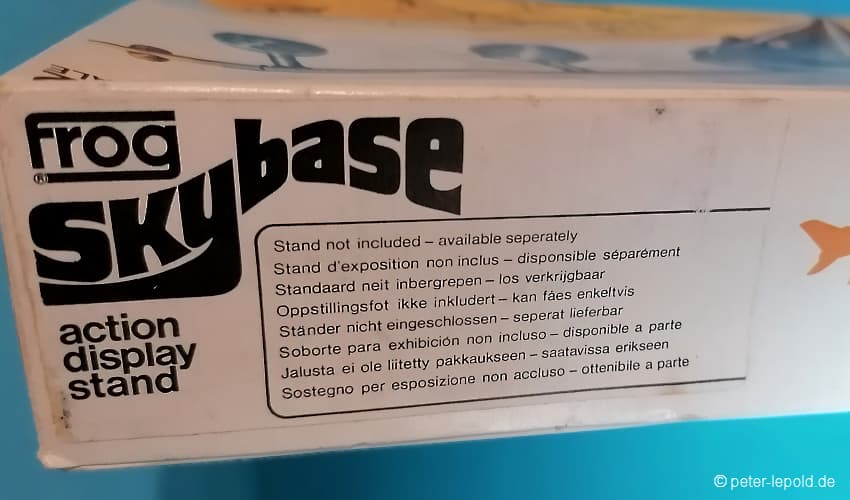 frog
®
skybase
action
display
stand
Stand not included – available seperately
Stand d'exposition non inclus – disponsible séparément
Standaard neit inbergrepen – los verkrijgbaar
Oppstillingsfot ikke inkludert – kan fåes enkeltvis
Ständer nicht eingeschlossen – seperat lieferbar
Soborte para exhibición non incluso – disponible a parte
Jalusta ei ole liitetty pakkaukseen – saatavissa erikseen
Sostegno per esposizione non accluso – ottenibile a parte
© peter-lepold.de